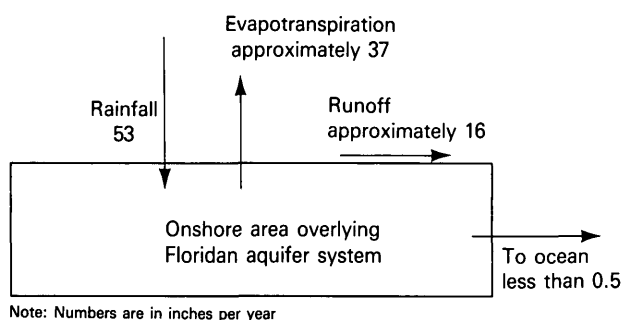 Evapotranspiration
approximately 37
Rainfall
53
Runoff
approximately 16
Onshore area overlying
Floridan aquifer system
To ocean
less than 0.5
Note: Numbers are in inches per year